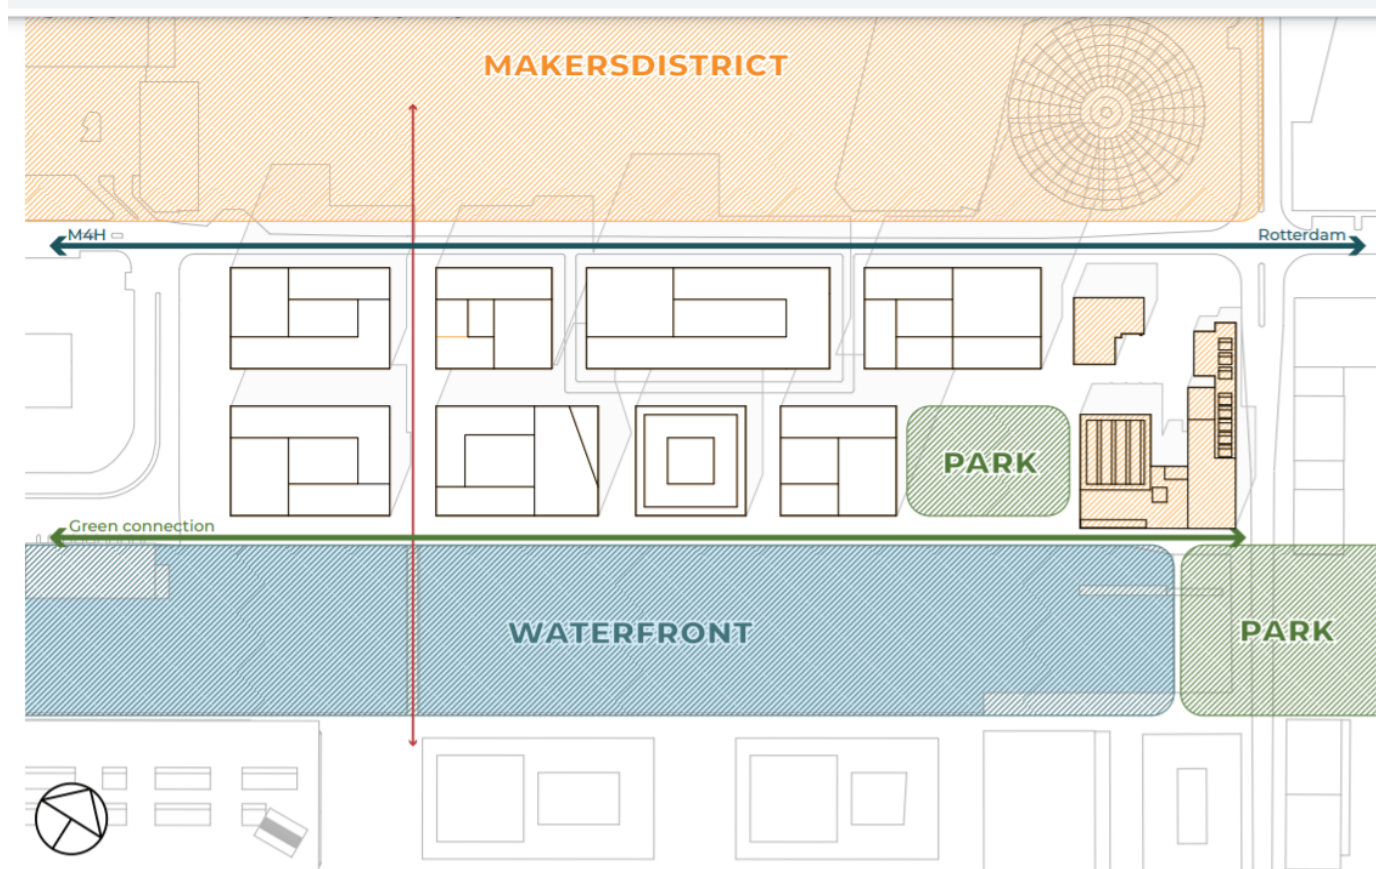 MAKERSDISTRICT
M4H
Rotterdam
PARK
Green connection
WATERFRONT
PARK